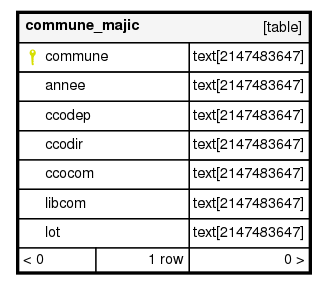 commune_majic [table]
commune text[2147483647]
annee text[2147483647]
ccodep text[2147483647]
ccodir text[2147483647]
ccocom text[2147483647]
libcom text[2147483647]
lot text[2147483647]
< 0 1 row 0 >